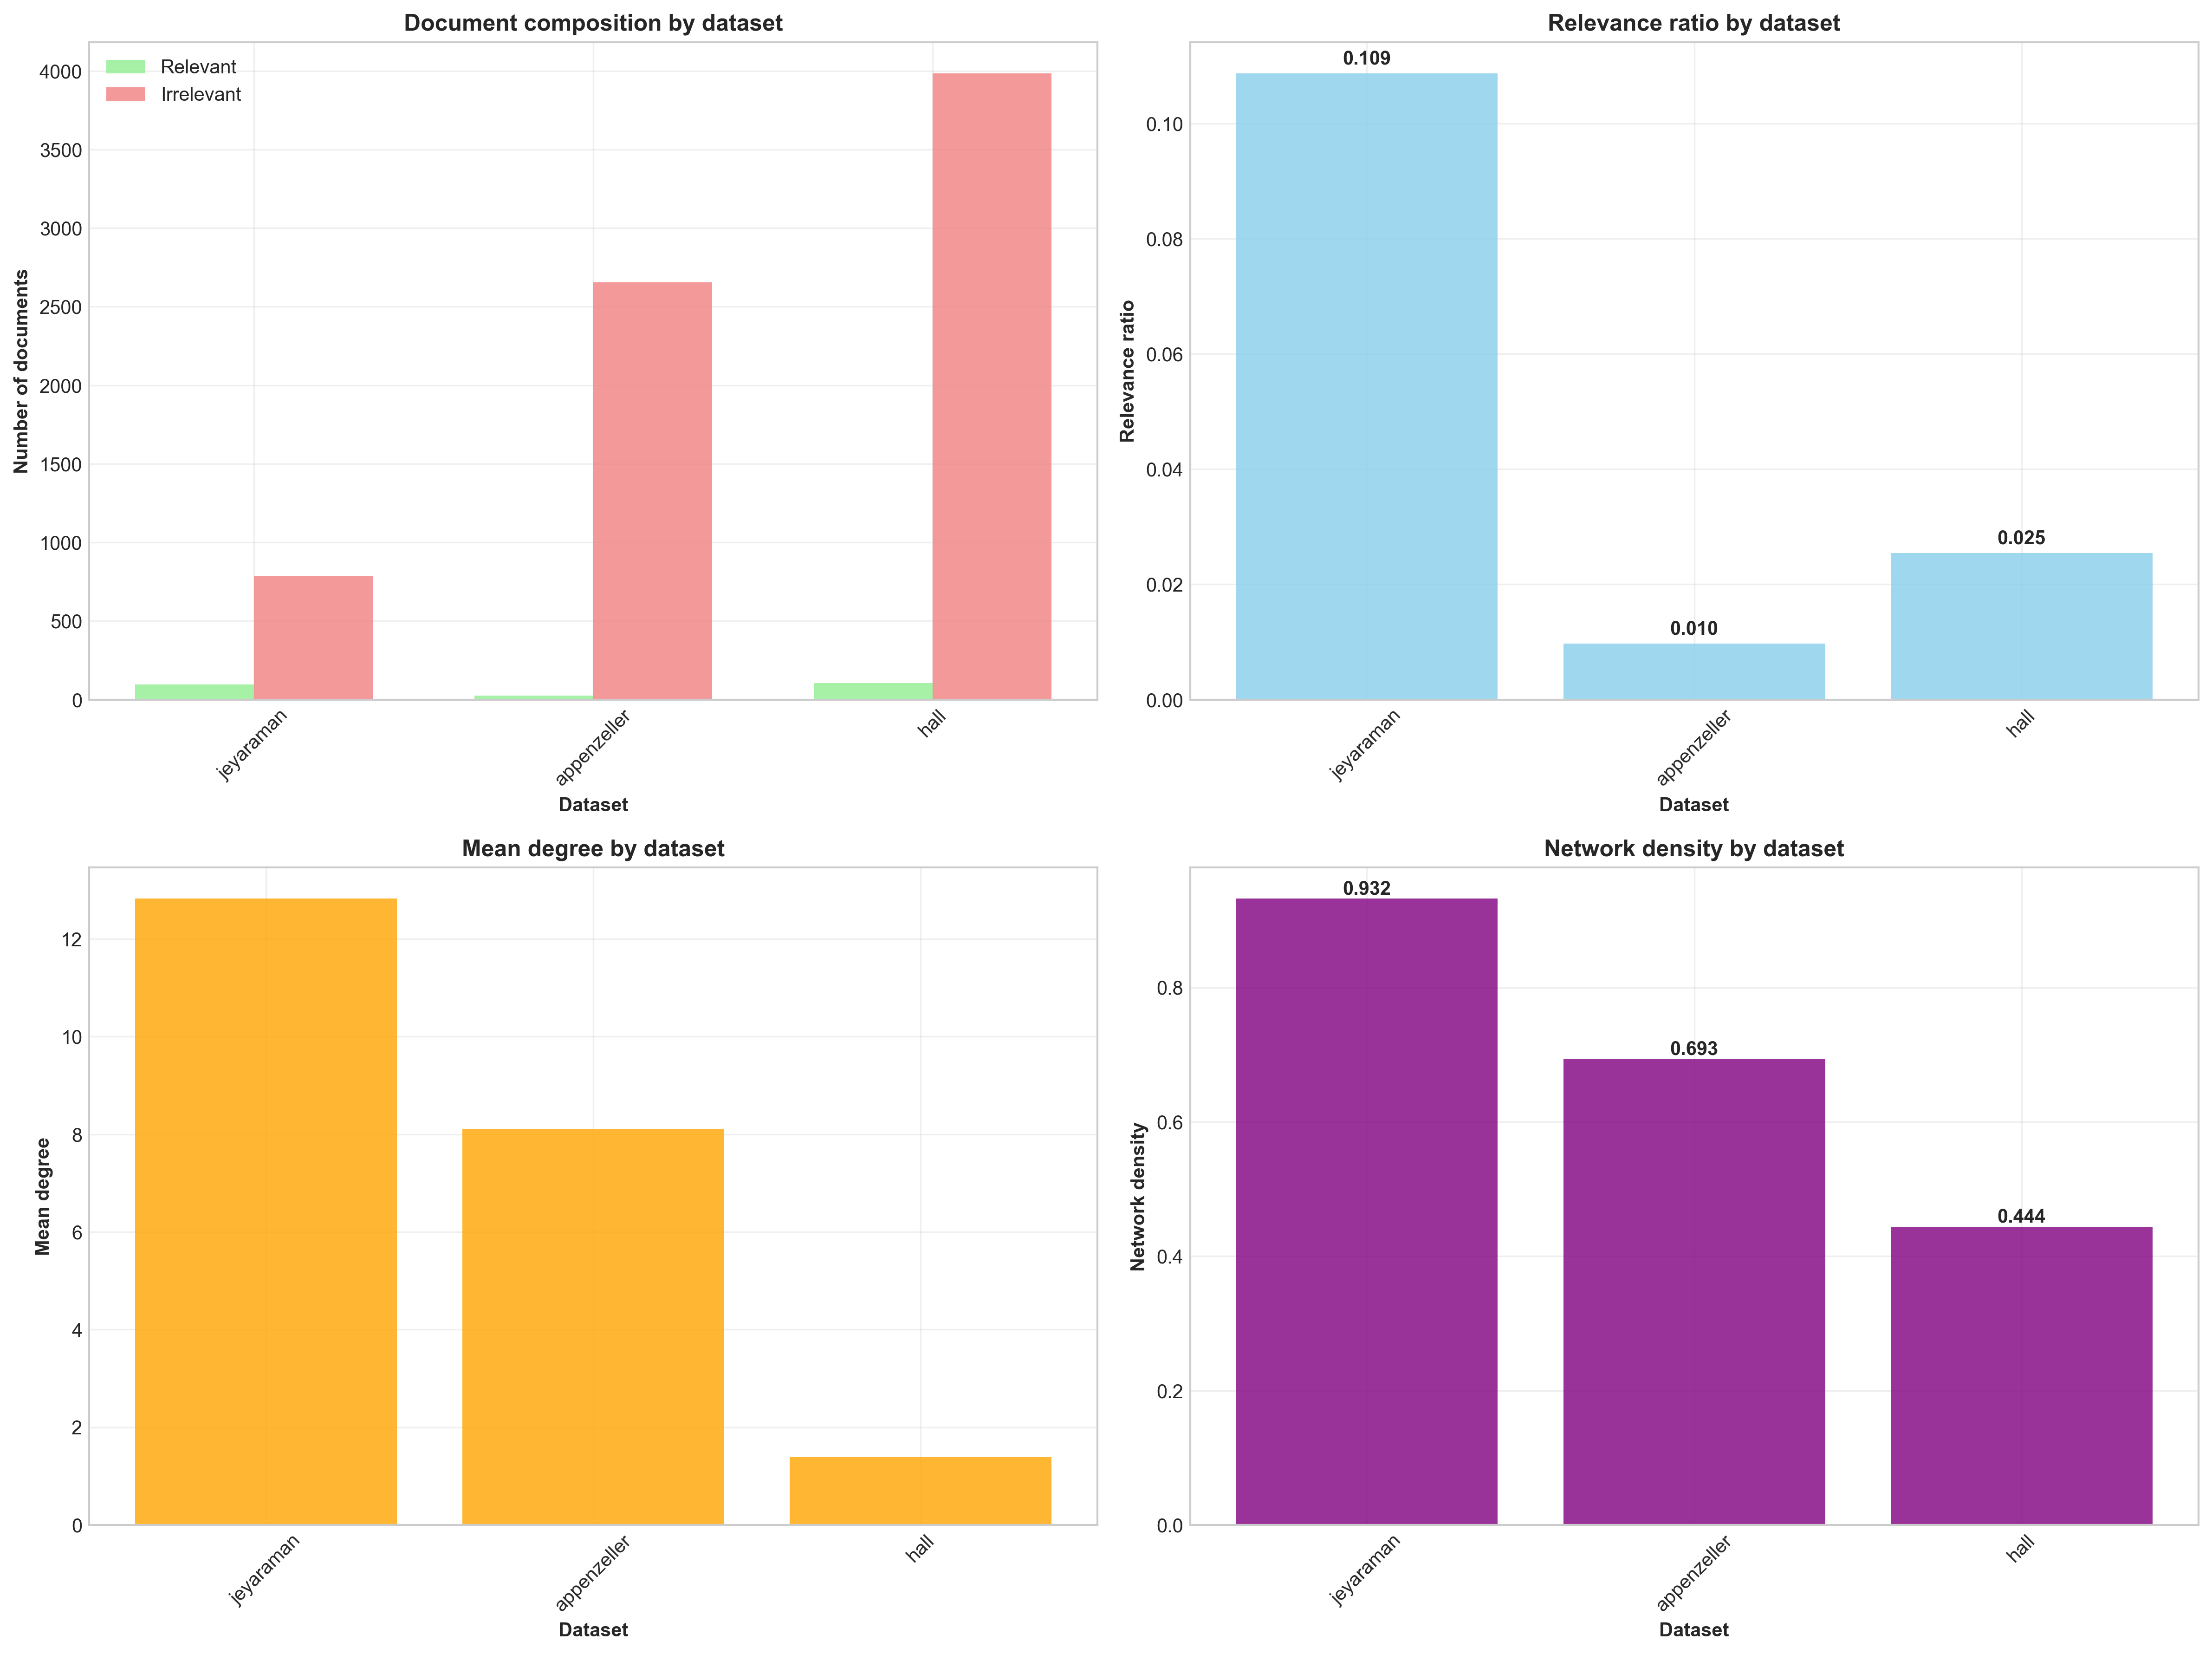 Document composition by dataset
Relevant
Irrelevant
Number of documents
4000
3500
3000
2500
2000
1500
1000
500
0
jeyaraman
appenzeller
hall
Dataset
Relevance ratio by dataset
Relevance ratio
0.10
0.08
0.06
0.04
0.02
0.00
0.109
0.010
0.025
jeyaraman
appenzeller
hall
Dataset
Mean degree by dataset
Mean degree
12
10
8
6
4
2
0
jeyaraman
appenzeller
hall
Dataset
Network density by dataset
Network density
0.8
0.6
0.4
0.2
0.0
0.932
0.693
0.444
jeyaraman
appenzeller
hall
Dataset